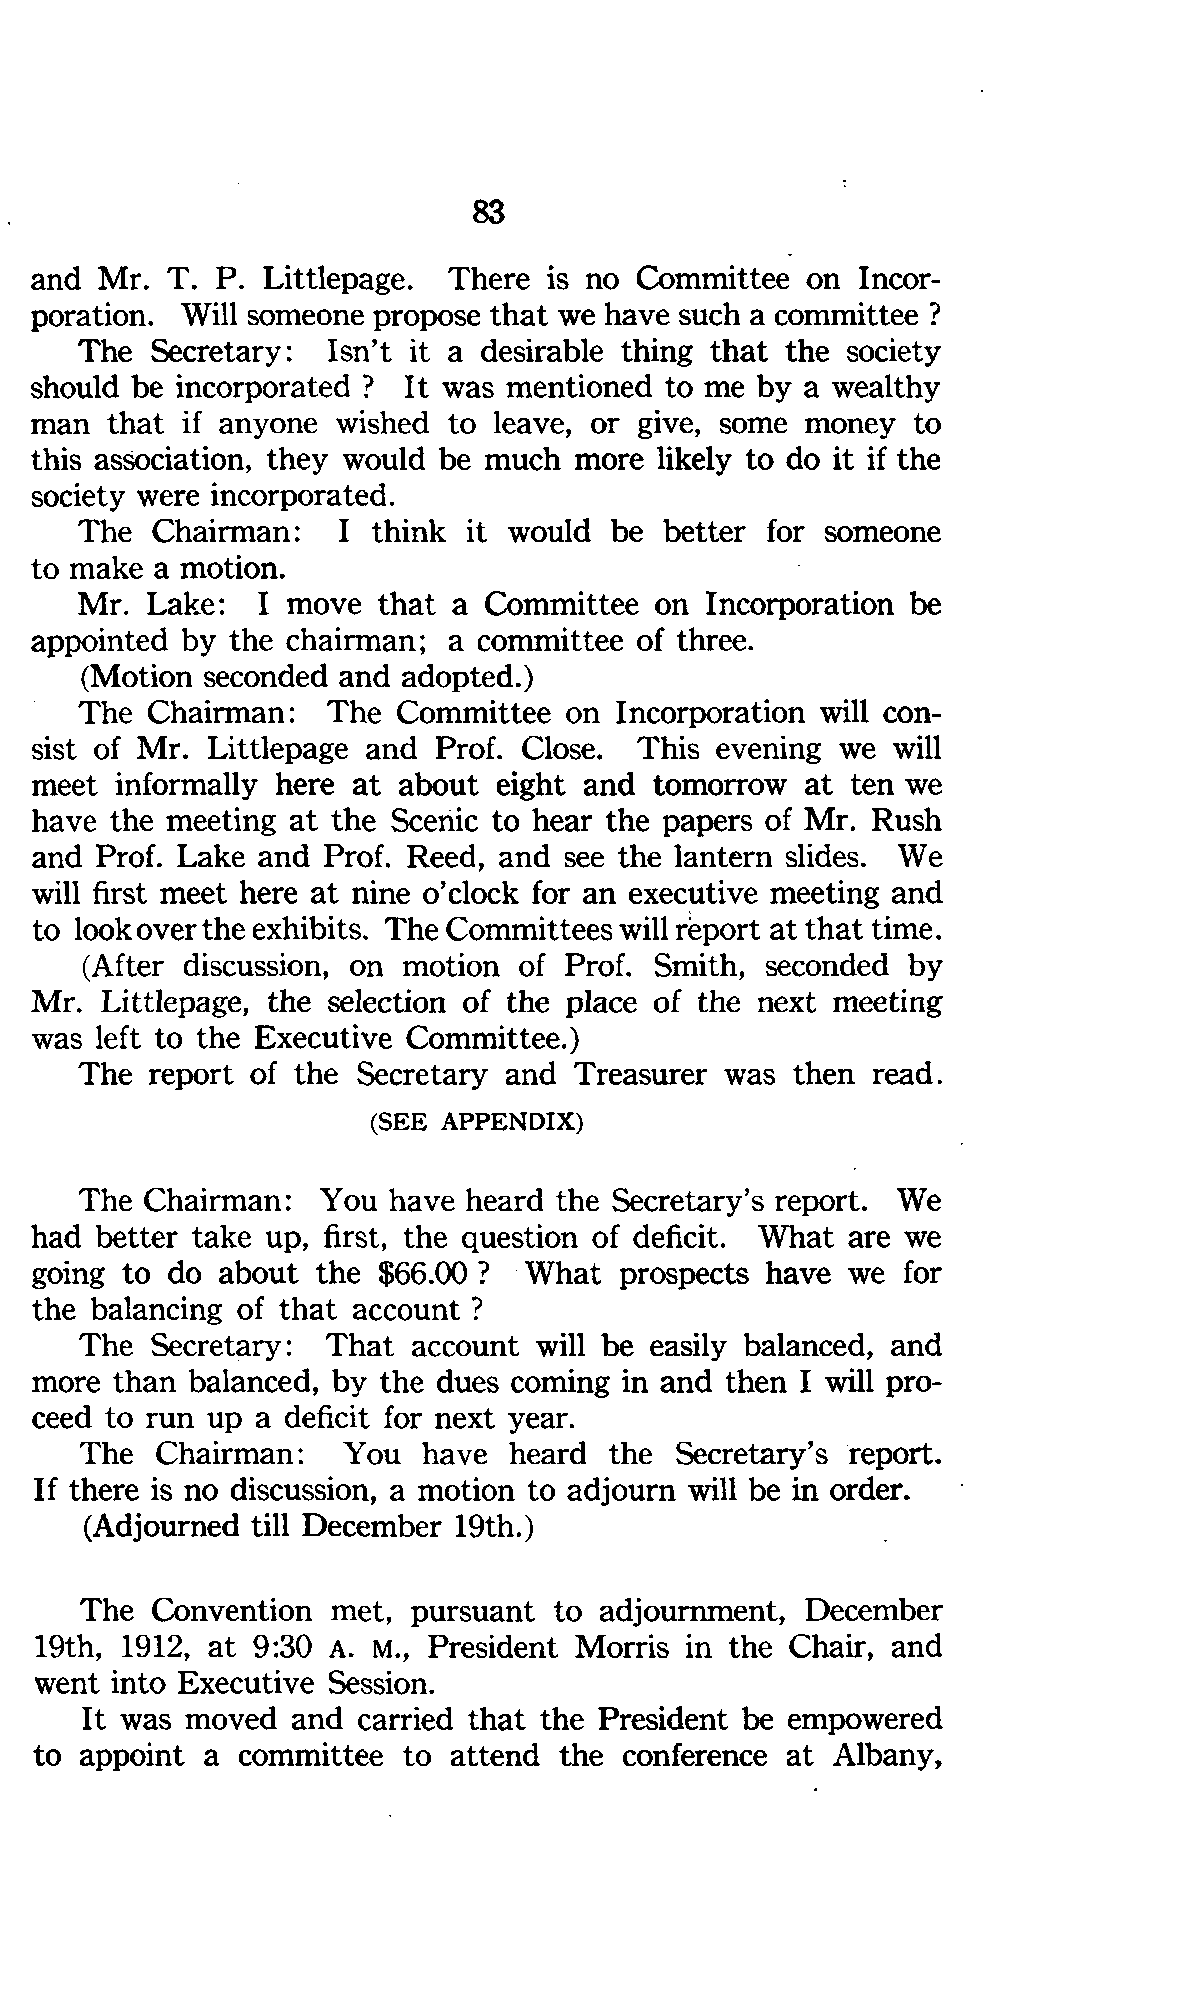 83
and Mr. T. P. Littlepage. There is no Committee on Incor-
poration. Will someone propose that we have such a committee ?
The Secretary: Isn't it a desirable thing that the society
should be incorporated ? It was mentioned to me by a wealthy
man that if anyone wished to leave, or give, some money to
this association, they would be much more likely to do it if the
society were incorporated.
The Chairman: I think it would be better for someone
to make a motion.
Mr. Lake: I move that a Committee on Incorporation be
appointed by the chairman; a committee of three.
(Motion seconded and adopted.)
The Chairman: The Committee on Incorporation will con-
sist of Mr. Littlepage and Prof. Close. This evening we will
meet informally here at about eight and tomorrow at ten we
have the meeting at the Scenic to hear the papers of Mr. Rush
and Prof. Lake and Prof. Reed, and see the lantern slides. We
will first meet here at nine o'clock for an executive meeting and
to look over the exhibits. The Committees will report at that time.
(After discussion, on motion of Prof. Smith, seconded by
Mr. Littlepage, the selection of the place of the next meeting
was left to the Executive Committee.)
The report of the Secretary and Treasurer was then read.
(SEE APPENDIX)
The Chairman: You have heard the Secretary's report. We
had better take up, first, the question of deficit. What are we
going to do about the $66.00 ? What prospects have we for
the balancing of that account ?
The Secretary: That account will be easily balanced, and
more than balanced, by the dues coming in and then I will pro-
ceed to run up a deficit for next year.
The Chairman: You have heard the Secretary's report.
If there is no discussion, a motion to adjourn will be in order.
(Adjourned till December 19th.)
The Convention met, pursuant to adjournment, December
19th, 1912, at 9:30 A. M., President Morris in the Chair, and
went into Executive Session.
It was moved and carried that the President be empowered
to appoint a committee to attend the conference at Albany,